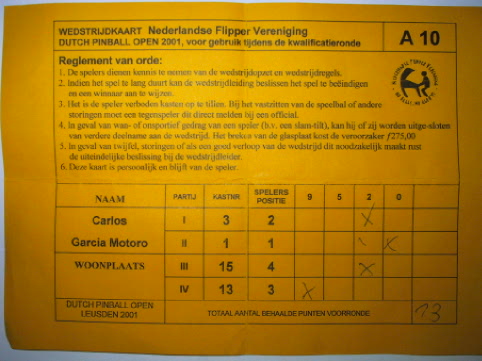 WEDSTRIJDKAART Nederlandse Flipper Vereniging
DUTCH PINBALL OPEN 2001, voor gebruik tijdens de kwalificatieronde
A 10
Reglement van orde:
1. De spelers dienen kennis te nemen van de wedstrijdopzet en wedstrijdregels.
2. Indien het spel te lang duurt kan de wedstrijdleiding beslissen het spel te beëindigen
en een winnaar aan te wijzen.
3. Het is de speler verboden kasten op te tillen. Bij het vastzitten van de speelbal of andere
storingen moet een tegenspeler dit direct melden bij een official.
4. In geval van wan- of onsportief gedrag van een speler (b.v. een slam-tilt), kan hij of zij worden uitge-sloten
van verdere deelname aan de wedstrijd. Het breken van de glasplaat kost de veroorzaker ƒ275,00
5. In geval van twijfel, storingen of als een goed verloop van de wedstrijd dit noodzakelijk maakt rust
de uiteindelijke beslissing bij de wedstrijdleider.
6. Deze kaart is persoonlijk en blijft van de speler.
NAAM PARTIJ KASTNR. SPELERS POSITIE 9 5 2 0
Carlos I 3 2 X
Garcia Motoro II 1 1 X
WOONPLAATS III 15 4 X
IV 13 3 X
DUTCH PINBALL OPEN
LEUSDEN 2001
TOTAAL AANTAL BEHAALDE PUNTEN VOORRONDE 13